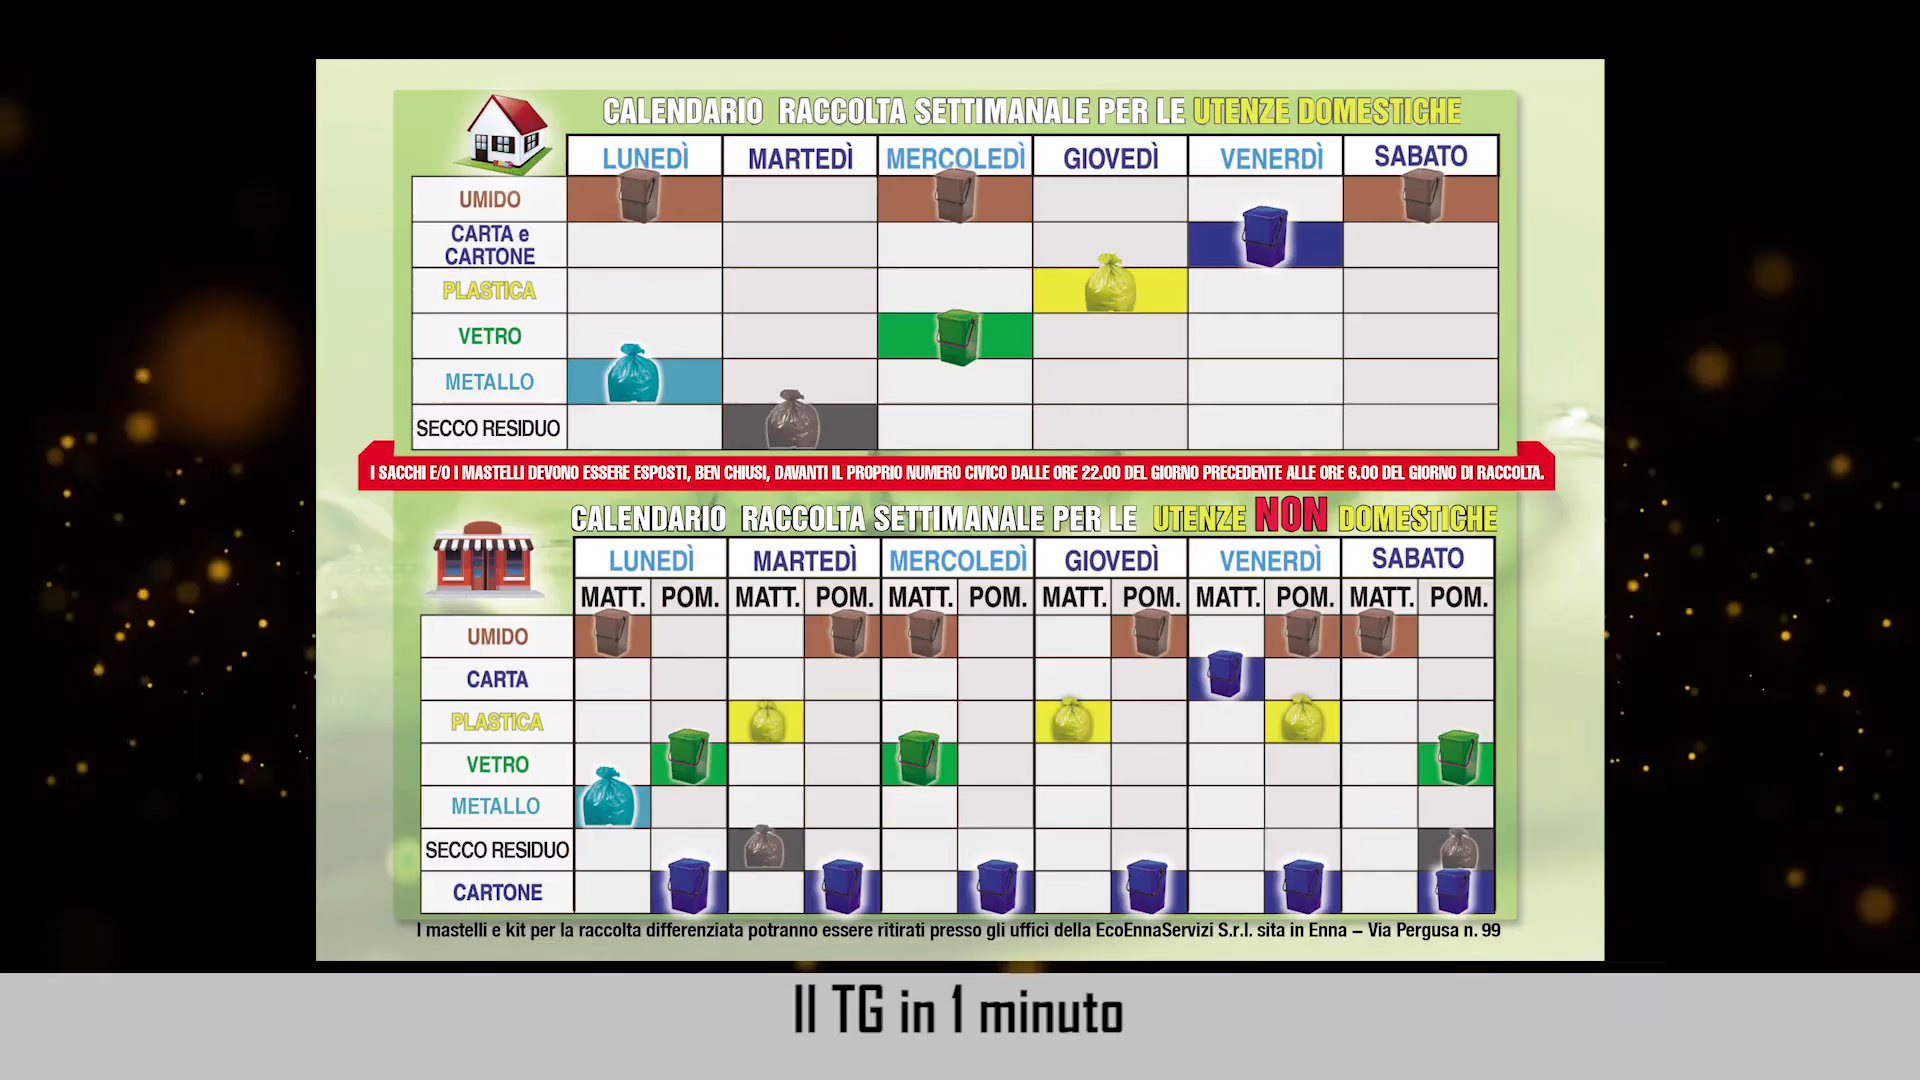 CALENDARIO RACCOLTA SETTIMANALE PER LE UTENZE DOMESTICHE
LUNEDÌ MARTEDÌ MERCOLEDÌ GIOVEDÌ VENERDÌ SABATO
UMIDO
CARTA e
CARTONE
PLASTICA
VETRO
METALLO
SECCO RESIDUO
I SACCHI E/O I MASTELLI DEVONO ESSERE ESPOSTI, BEN CHIUSI, DAVANTI IL PROPRIO NUMERO CIVICO DALLE ORE 22.00 DEL GIORNO PRECEDENTE ALLE ORE 6.00 DEL GIORNO DI RACCOLTA.
CALENDARIO RACCOLTA SETTIMANALE PER LE UTENZE NON DOMESTICHE
LUNEDÌ MARTEDÌ MERCOLEDÌ GIOVEDÌ VENERDÌ SABATO
MATT. POM. MATT. POM. MATT. POM. MATT. POM. MATT. POM. MATT. POM.
UMIDO
CARTA
PLASTICA
VETRO
METALLO
SECCO RESIDUO
CARTONE
I mastelli e kit per la raccolta differenziata potranno essere ritirati presso gli uffici della EcoEnnaServizi S.r.l. sita in Enna – Via Pergusa n. 99
Il TG in 1 minuto